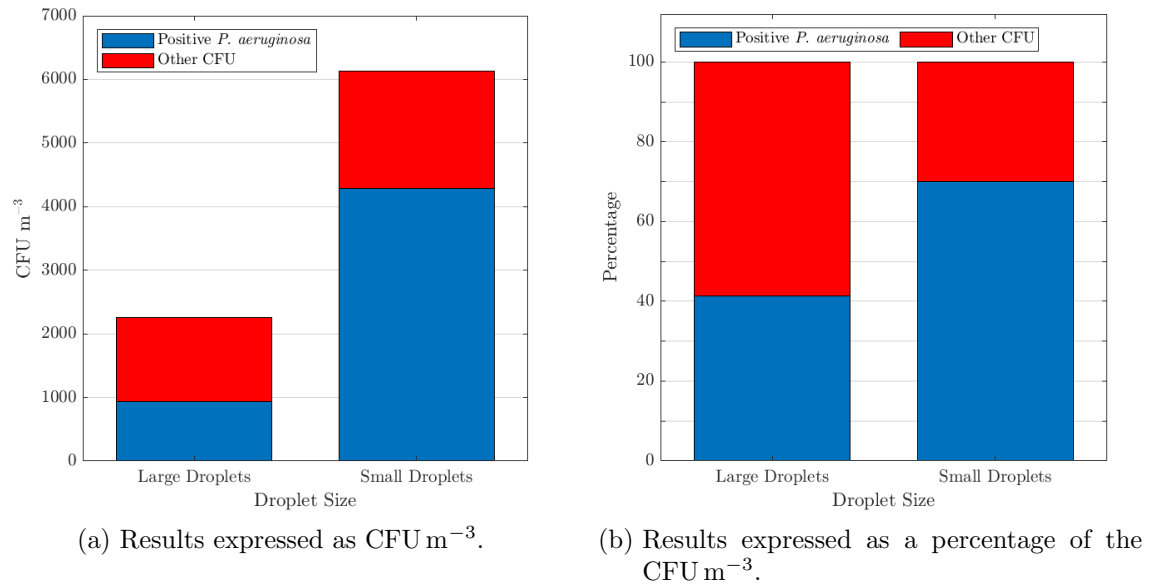 7000
6000
5000
4000
3000
2000
1000
0
CFU m⁻³
Positive P. aeruginosa
Other CFU
Large Droplets Small Droplets
Droplet Size
(a) Results expressed as CFU m⁻³.
100
80
60
40
20
0
Percentage
Positive P. aeruginosa Other CFU
Large Droplets Small Droplets
Droplet Size
(b) Results expressed as a percentage of the
CFU m⁻³.